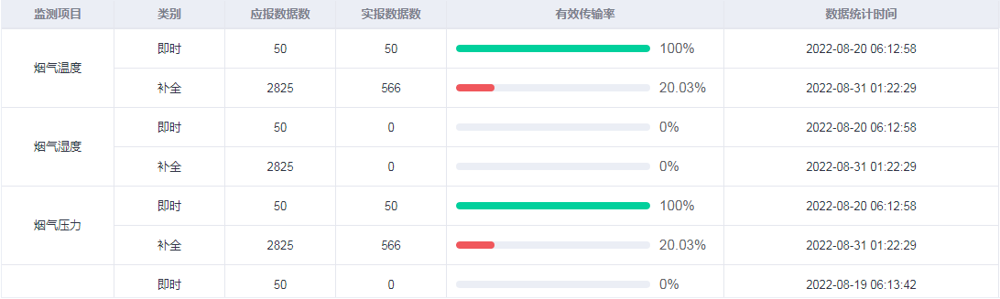 监测项目 类别 应报数据数 实报数据数 有效传输率 数据统计时间
烟气温度 即时 50 50 100% 2022-08-20 06:12:58
补全 2825 566 20.03% 2022-08-31 01:22:29
烟气湿度 即时 50 0 0% 2022-08-20 06:12:58
补全 2825 0 0% 2022-08-31 01:22:29
烟气压力 即时 50 50 100% 2022-08-20 06:12:58
补全 2825 566 20.03% 2022-08-31 01:22:29
即时 50 0 0% 2022-08-19 06:13:42